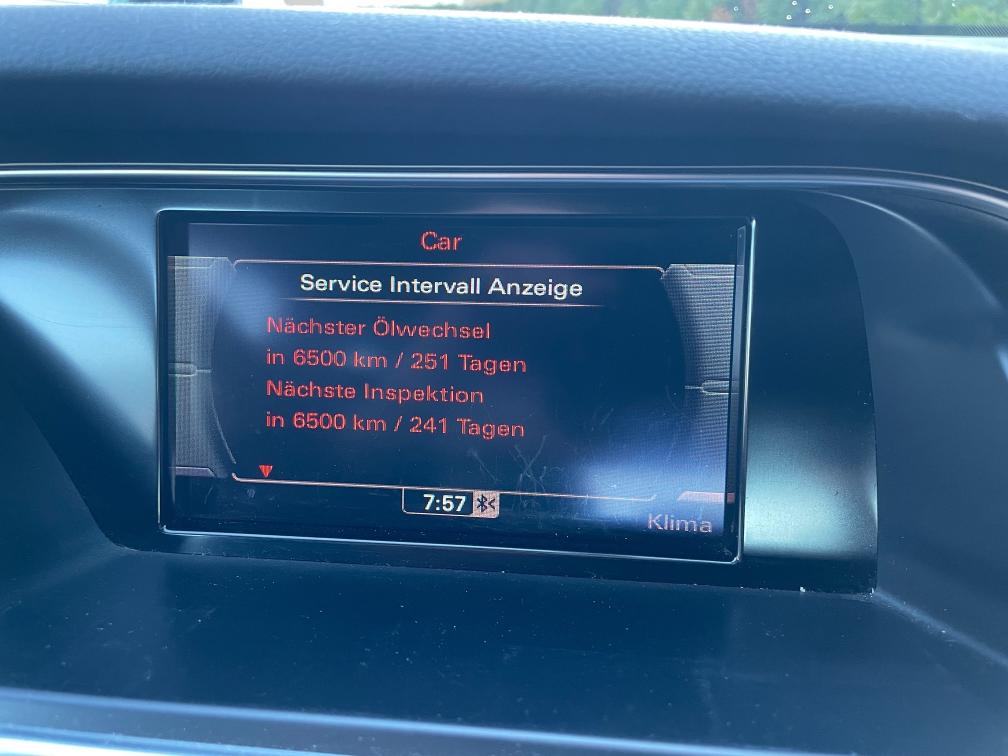 Car
Service Intervall Anzeige
Nächster Ölwechsel
in 6500 km / 251 Tagen
Nächste Inspektion
in 6500 km / 241 Tagen
7:57
Klima